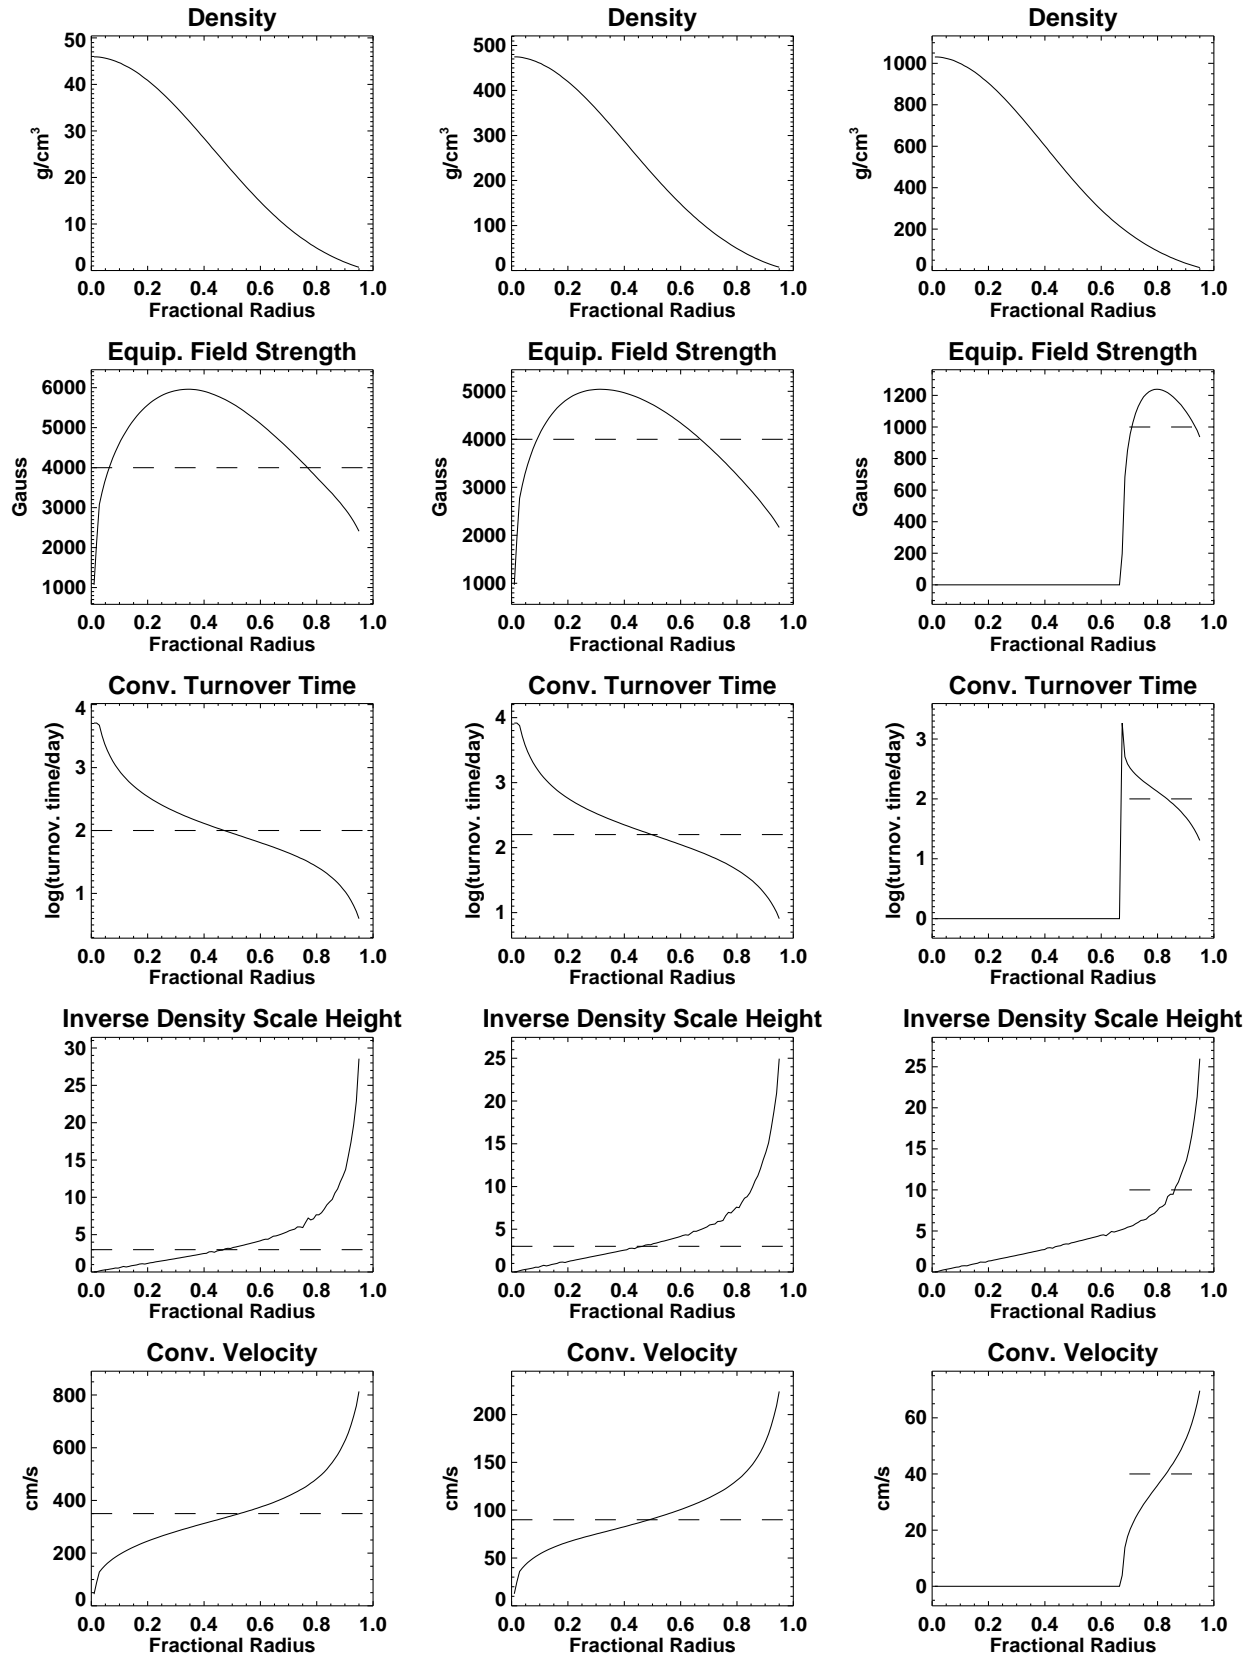 Density Density Density
50
40
30
20
10
0
g/cm³
0.0 0.2 0.4 0.6 0.8 1.0
Fractional Radius
500
400
300
200
100
0
g/cm³
0.0 0.2 0.4 0.6 0.8 1.0
Fractional Radius
1000
800
600
400
200
0
g/cm³
0.0 0.2 0.4 0.6 0.8 1.0
Fractional Radius
Equip. Field Strength Equip. Field Strength Equip. Field Strength
6000
5000
4000
3000
2000
1000
Gauss
0.0 0.2 0.4 0.6 0.8 1.0
Fractional Radius
5000
4000
3000
2000
1000
Gauss
0.0 0.2 0.4 0.6 0.8 1.0
Fractional Radius
1200
1000
800
600
400
200
0
Gauss
0.0 0.2 0.4 0.6 0.8 1.0
Fractional Radius
Conv. Turnover Time Conv. Turnover Time Conv. Turnover Time
4
3
2
1
log(turnov. time/day)
0.0 0.2 0.4 0.6 0.8 1.0
Fractional Radius
4
3
2
1
log(turnov. time/day)
0.0 0.2 0.4 0.6 0.8 1.0
Fractional Radius
3
2
1
0
log(turnov. time/day)
0.0 0.2 0.4 0.6 0.8 1.0
Fractional Radius
Inverse Density Scale Height Inverse Density Scale Height Inverse Density Scale Height
30
25
20
15
10
5
0
0.0 0.2 0.4 0.6 0.8 1.0
Fractional Radius
25
20
15
10
5
0
0.0 0.2 0.4 0.6 0.8 1.0
Fractional Radius
25
20
15
10
5
0
0.0 0.2 0.4 0.6 0.8 1.0
Fractional Radius
Conv. Velocity Conv. Velocity Conv. Velocity
800
600
400
200
0
cm/s
0.0 0.2 0.4 0.6 0.8 1.0
Fractional Radius
200
150
100
50
0
cm/s
0.0 0.2 0.4 0.6 0.8 1.0
Fractional Radius
60
40
20
0
cm/s
0.0 0.2 0.4 0.6 0.8 1.0
Fractional Radius